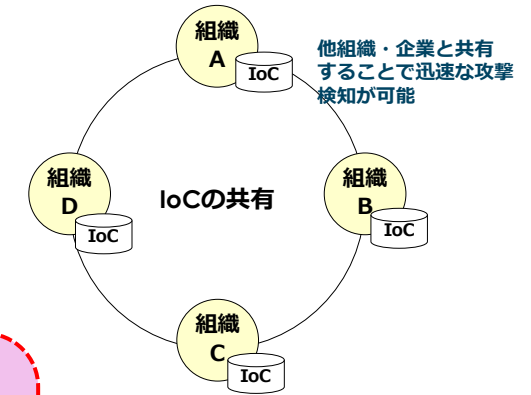 組織
A
IoC
他組織・企業と共有
することで迅速な攻撃
検知が可能
組織
D
IoC
IoCの共有
組織
B
IoC
組織
C
IoC